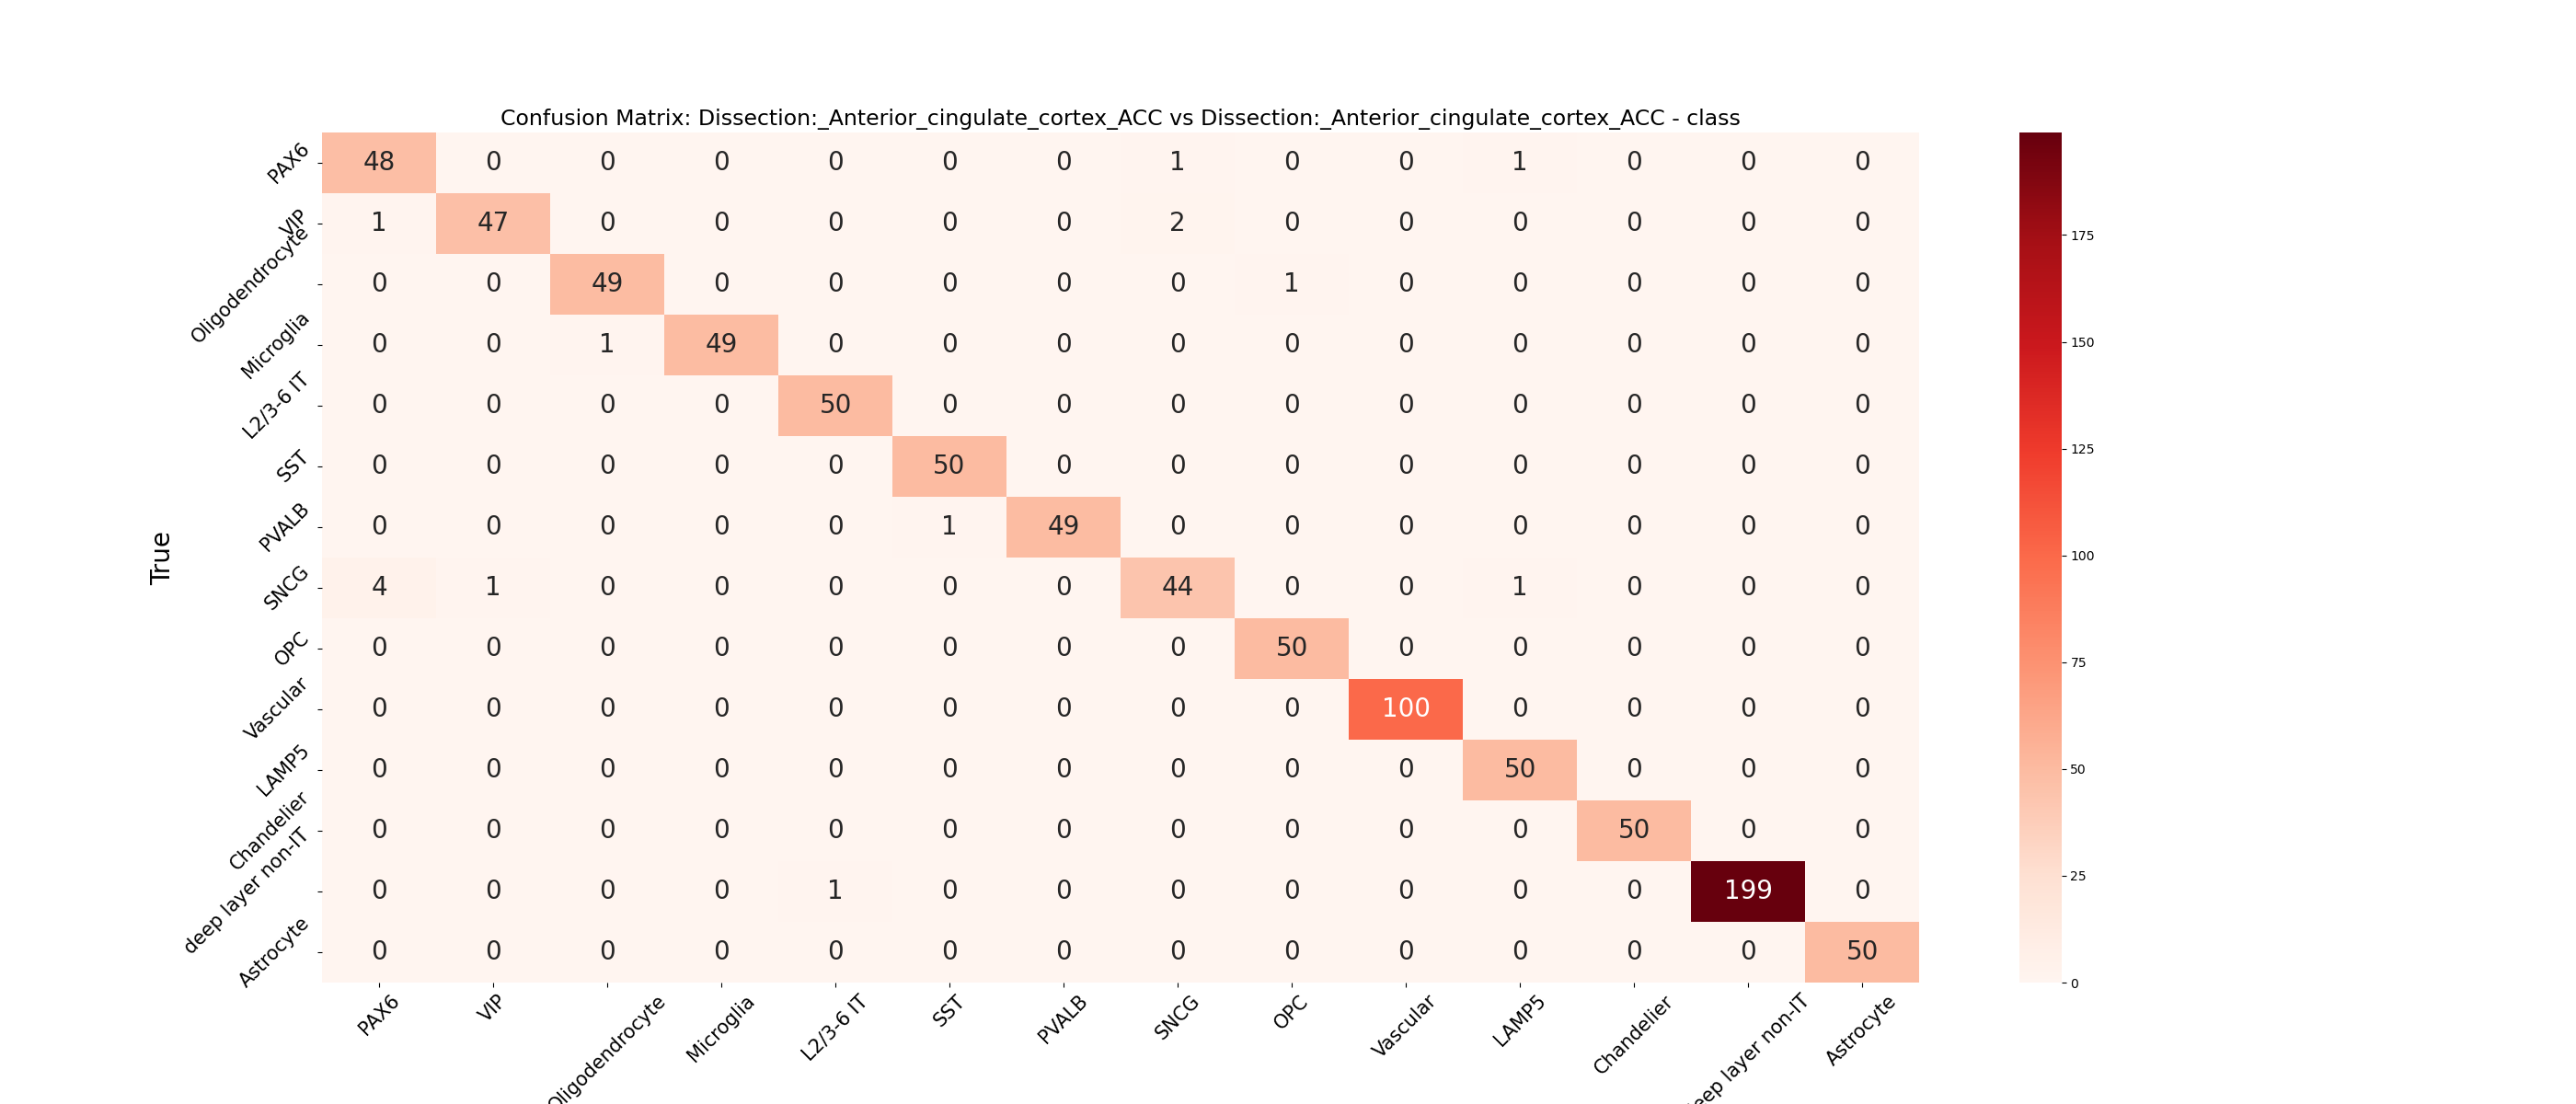 Confusion Matrix: Dissection:_Anterior_cingulate_cortex_ACC vs Dissection:_Anterior_cingulate_cortex_ACC - class
True
PAX6 48 0 0 0 0 0 0 1 0 0 1 0 0 0
VIP 1 47 0 0 0 0 0 2 0 0 0 0 0 0
Oligodendrocyte 0 0 49 0 0 0 0 0 1 0 0 0 0 0
Microglia 0 0 1 49 0 0 0 0 0 0 0 0 0 0
L2/3-6 IT 0 0 0 0 50 0 0 0 0 0 0 0 0 0
SST 0 0 0 0 0 50 0 0 0 0 0 0 0 0
PVALB 0 0 0 0 0 1 49 0 0 0 0 0 0 0
SNCG 4 1 0 0 0 0 0 44 0 0 1 0 0 0
OPC 0 0 0 0 0 0 0 0 50 0 0 0 0 0
Vascular 0 0 0 0 0 0 0 0 0 100 0 0 0 0
LAMP5 0 0 0 0 0 0 0 0 0 0 50 0 0 0
Chandelier 0 0 0 0 0 0 0 0 0 0 0 50 0 0
deep layer non-IT 0 0 0 0 1 0 0 0 0 0 0 0 199 0
Astrocyte 0 0 0 0 0 0 0 0 0 0 0 0 0 50
PAX6 VIP Oligodendrocyte Microglia L2/3-6 IT SST PVALB SNCG OPC Vascular LAMP5 Chandelier eep layer non-IT Astrocyte
175
150
125
100
75
50
25
0